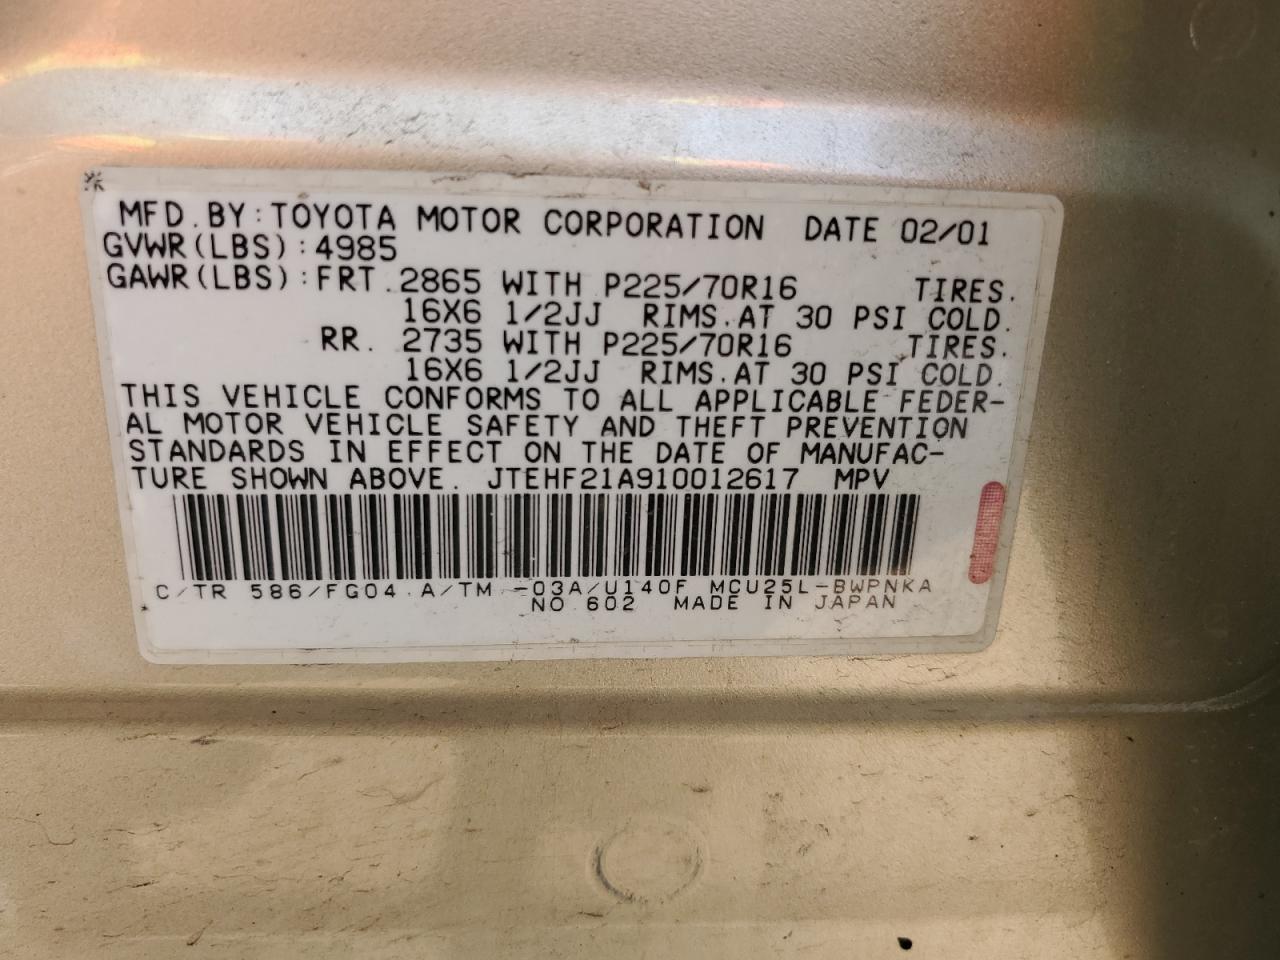 MFD. BY: TOYOTA MOTOR CORPORATION DATE 02/01
GVWR(LBS): 4985
GAWR(LBS): FRT. 2865 WITH P225/70R16 TIRES.
16X6 1/2JJ RIMS. AT 30 PSI COLD.
RR. 2735 WITH P225/70R16 TIRES.
16X6 1/2JJ RIMS. AT 30 PSI COLD.
THIS VEHICLE CONFORMS TO ALL APPLICABLE FEDER-
AL MOTOR VEHICLE SAFETY AND THEFT PREVENTION
STANDARDS IN EFFECT ON THE DATE OF MANUFAC-
TURE SHOWN ABOVE. JTEHF21A910012617 MPV
C/TR 586/FG04 A/TM -03A/U140F MCU25L-BWPNKA
NO.602 MADE IN JAPAN